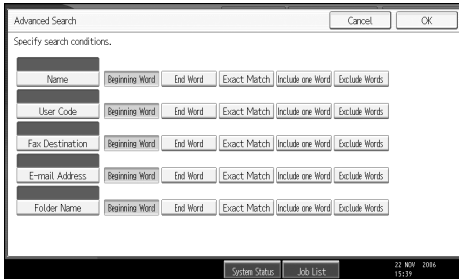 Advanced Search Cancel OK
Specify search conditions.
Name Beginning Word End Word Exact Match Include one Word Exclude Words
User Code Beginning Word End Word Exact Match Include one Word Exclude Words
Fax Destination Beginning Word End Word Exact Match Include one Word Exclude Words
E-mail Address Beginning Word End Word Exact Match Include one Word Exclude Words
Folder Name Beginning Word End Word Exact Match Include one Word Exclude Words
System Status Job List 22 NOV 2006
15:39